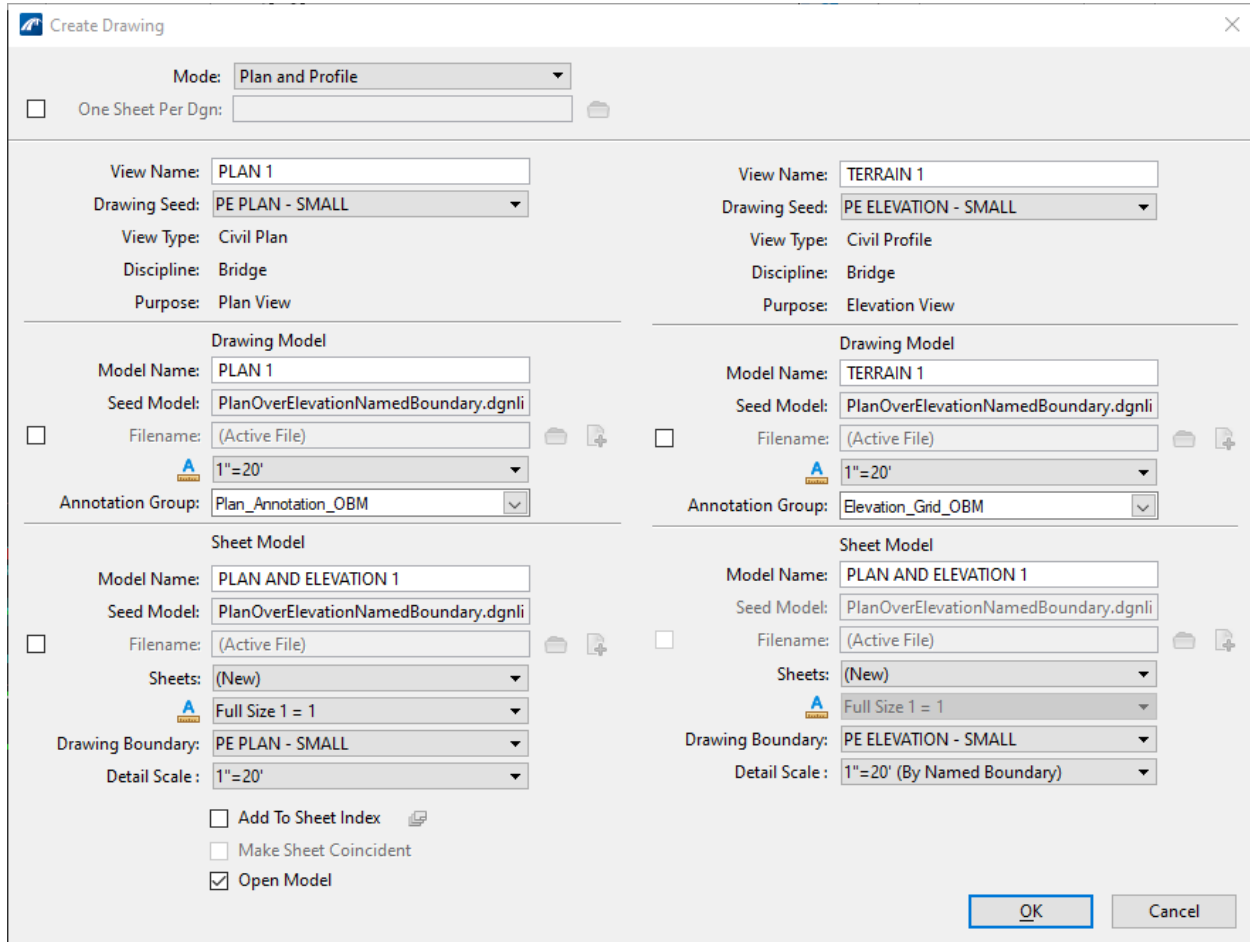 Create Drawing
Mode: Plan and Profile
One Sheet Per Dgn:
View Name: PLAN 1
Drawing Seed: PE PLAN - SMALL
View Type: Civil Plan
Discipline: Bridge
Purpose: Plan View
Drawing Model
Model Name: PLAN 1
Seed Model: PlanOverElevationNamedBoundary.dgnli
Filename: (Active File)
A 1"=20'
Annotation Group: Plan_Annotation_OBM
Sheet Model
Model Name: PLAN AND ELEVATION 1
Seed Model: PlanOverElevationNamedBoundary.dgnli
Filename: (Active File)
Sheets: (New)
A Full Size 1 = 1
Drawing Boundary: PE PLAN - SMALL
Detail Scale : 1"=20'
Add To Sheet Index
Make Sheet Coincident
Open Model
View Name: TERRAIN 1
Drawing Seed: PE ELEVATION - SMALL
View Type: Civil Profile
Discipline: Bridge
Purpose: Elevation View
Drawing Model
Model Name: TERRAIN 1
Seed Model: PlanOverElevationNamedBoundary.dgnli
Filename: (Active File)
A 1"=20'
Annotation Group: Elevation_Grid_OBM
Sheet Model
Model Name: PLAN AND ELEVATION 1
Seed Model: PlanOverElevationNamedBoundary.dgnli
Filename: (Active File)
Sheets: (New)
A Full Size 1 = 1
Drawing Boundary: PE ELEVATION - SMALL
Detail Scale : 1"=20' (By Named Boundary)
OK
Cancel